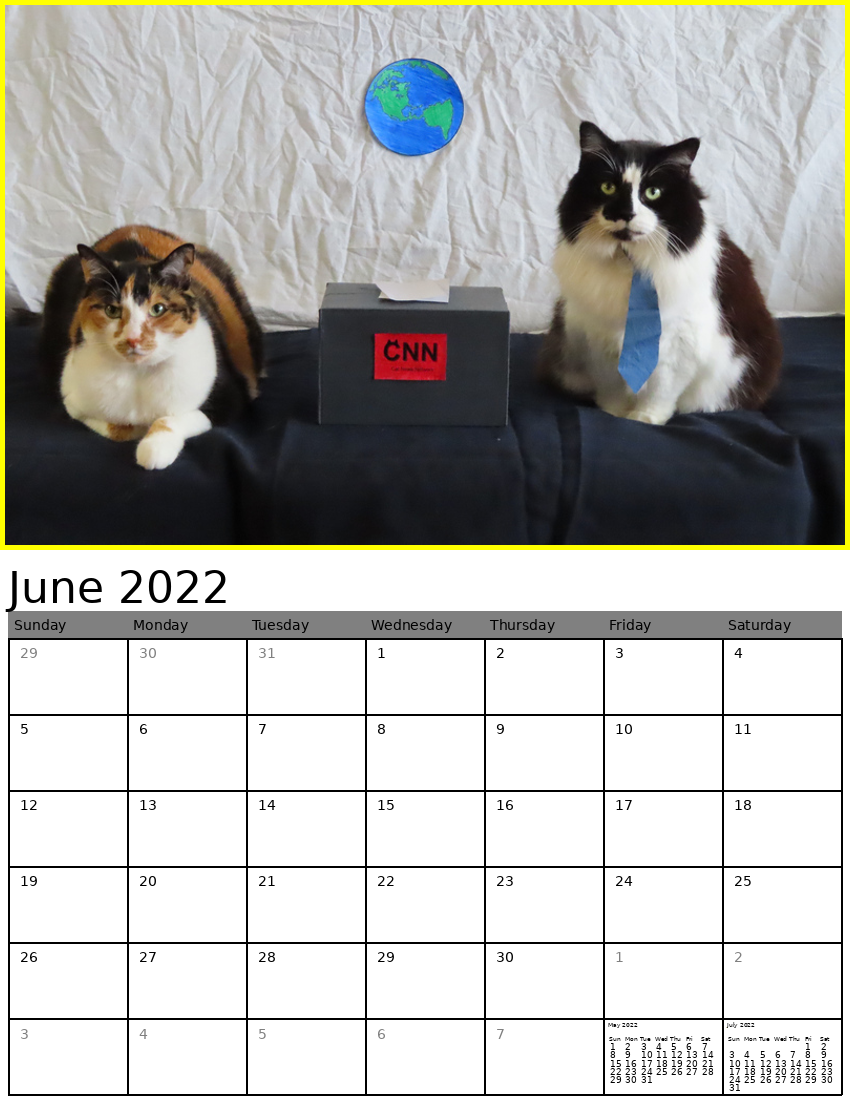 CNN
June 2022
Sunday Monday Tuesday Wednesday Thursday Friday Saturday
29 30 31 1 2 3 4
5 6 7 8 9 10 11
12 13 14 15 16 17 18
19 20 21 22 23 24 25
26 27 28 29 30 1 2
3 4 5 6 7
May 2022
Sun Mon Tue Wed Thu Fri Sat
1 2 3 4 5 6 7
8 9 10 11 12 13 14
15 16 17 18 19 20 21
22 23 24 25 26 27 28
29 30 31
July 2022
Sun Mon Tue Wed Thu Fri Sat
1 2
3 4 5 6 7 8 9
10 11 12 13 14 15 16
17 18 19 20 21 22 23
24 25 26 27 28 29 30
31